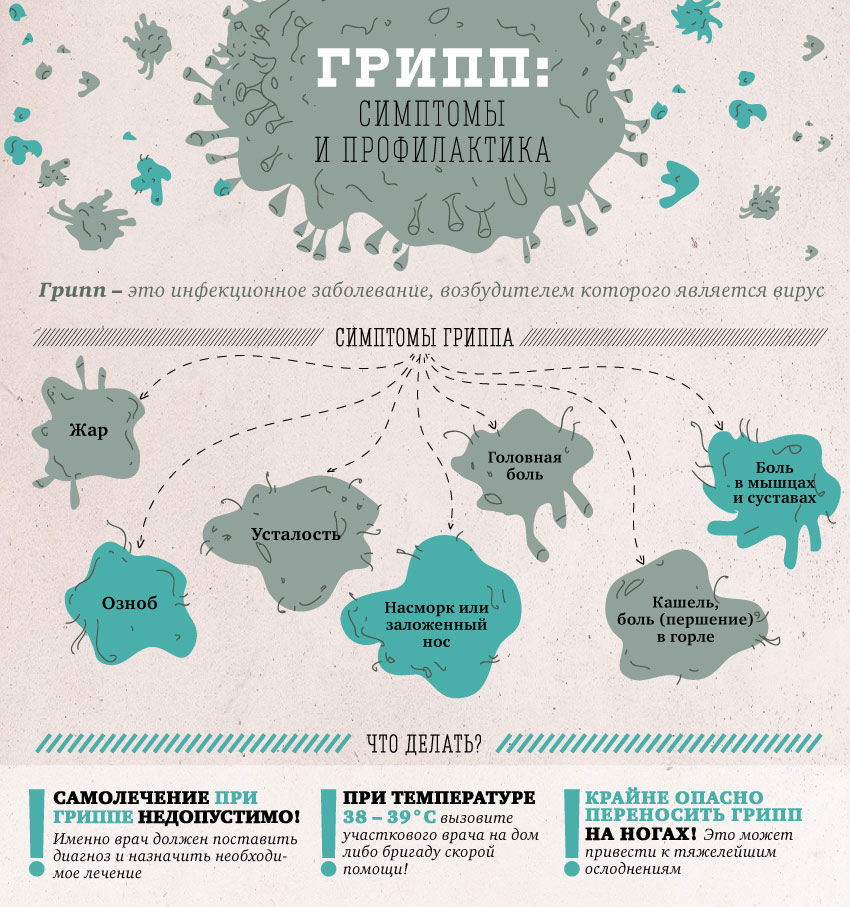 ГРИПП:
СИМПТОМЫ
И ПРОФИЛАКТИКА
Грипп – это инфекционное заболевание, возбудителем которого является вирус
СИМПТОМЫ ГРИППА
Жар
Головная
боль
Боль
в мышцах
и суставах
Усталость
Озноб
Насморк или
заложенный
нос
Кашель,
боль (першение)
в горле
ЧТО ДЕЛАТЬ?
САМОЛЕЧЕНИЕ ПРИ
ГРИППЕ НЕДОПУСТИМО!
Именно врач должен поставить
диагноз и назначить необходи-
мое лечение
ПРИ ТЕМПЕРАТУРЕ
38 – 39°С вызовите
участкового врача на дом
либо бригаду скорой
помощи!
КРАЙНЕ ОПАСНО
ПЕРЕНОСИТЬ ГРИПП
НА НОГАХ! Это может
привести к тяжелейшим
ослоднениям